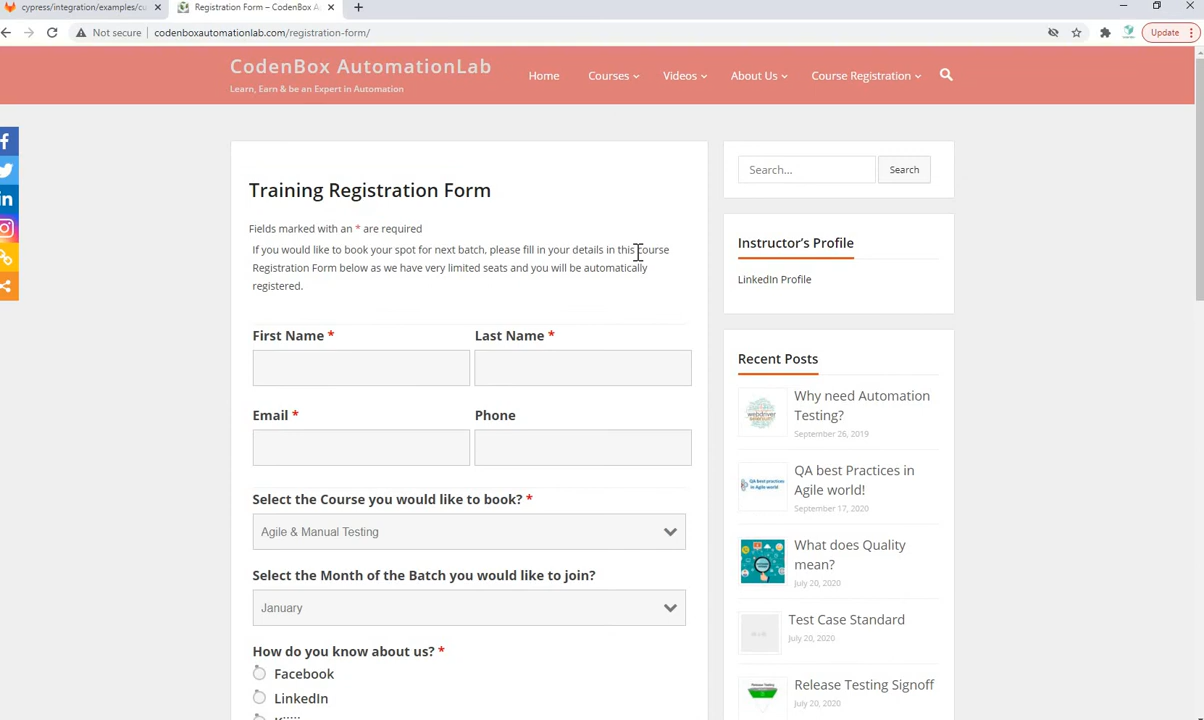 cypress/integration/examples/cu
Registration Form – CodenBox A
Not secure
codenboxautomationlab.com/registration-form/
Update
CodenBox AutomationLab
Learn, Earn & be an Expert in Automation
Home
Courses
Videos
About Us
Course Registration
Training Registration Form
Fields marked with an * are required
If you would like to book your spot for next batch, please fill in your details in this course
Registration Form below as we have very limited seats and you will be automatically
registered.
First Name *
Last Name *
Email *
Phone
Select the Course you would like to book? *
Agile & Manual Testing
Select the Month of the Batch you would like to join?
January
How do you know about us? *
Facebook
LinkedIn
Search...
Search
Instructor's Profile
LinkedIn Profile
Recent Posts
Why need Automation
Testing?
September 26, 2019
QA best Practices in
Agile world!
September 17, 2020
What does Quality
mean?
July 20, 2020
Test Case Standard
July 20, 2020
Release Testing Signoff
July 20, 2020